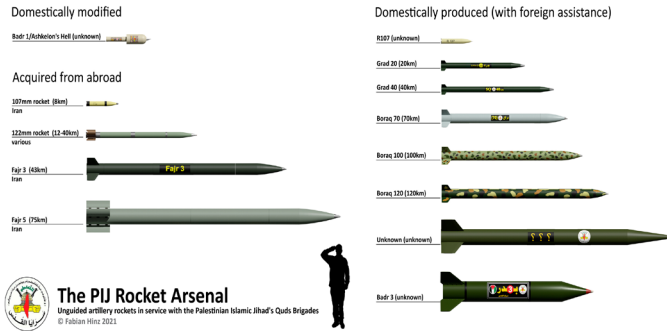 Domestically modified
Badr 1/Ashkelon's Hell (unknown)
Acquired from abroad
107mm rocket (8km)
Iran
122mm rocket (12-40km)
various
Fajr 3 (43km)
Iran
Fajr 3
Fajr 5 (75km)
Iran
The PIJ Rocket Arsenal
Unguided artillery rockets in service with the Palestinian Islamic Jihad's Quds Brigades
© Fabian Hinz 2021
Domestically produced (with foreign assistance)
R107 (unknown)
Grad 20 (20km)
Grad 40 (40km)
Boraq 70 (70km)
Boraq 100 (100km)
Boraq 120 (120km)
Unknown (unknown)
? ? ?
Badr 3 (unknown)